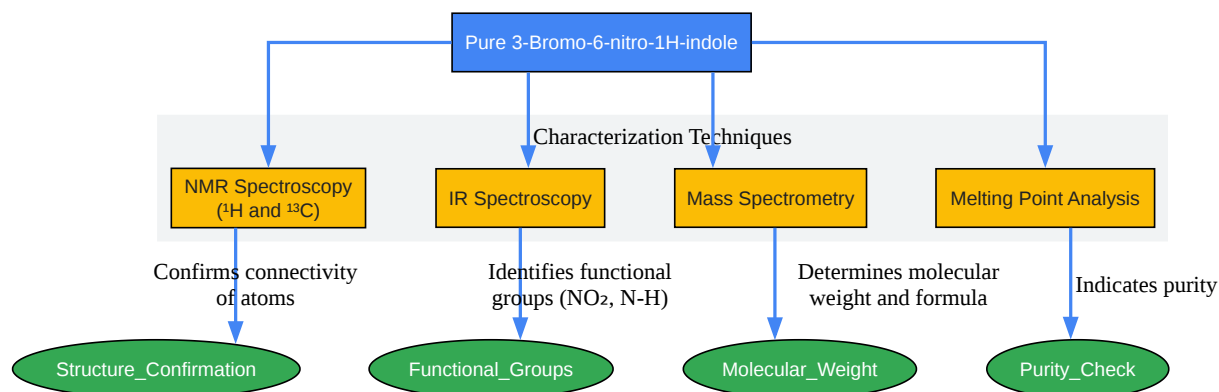 Pure 3-Bromo-6-nitro-1H-indole
Characterization Techniques
NMR Spectroscopy
(¹H and ¹³C)
IR Spectroscopy
Mass Spectrometry
Melting Point Analysis
Confirms connectivity
of atoms
Identifies functional
groups (NO₂, N-H)
Determines molecular
weight and formula
Indicates purity
Structure_Confirmation
Functional_Groups
Molecular_Weight
Purity_Check